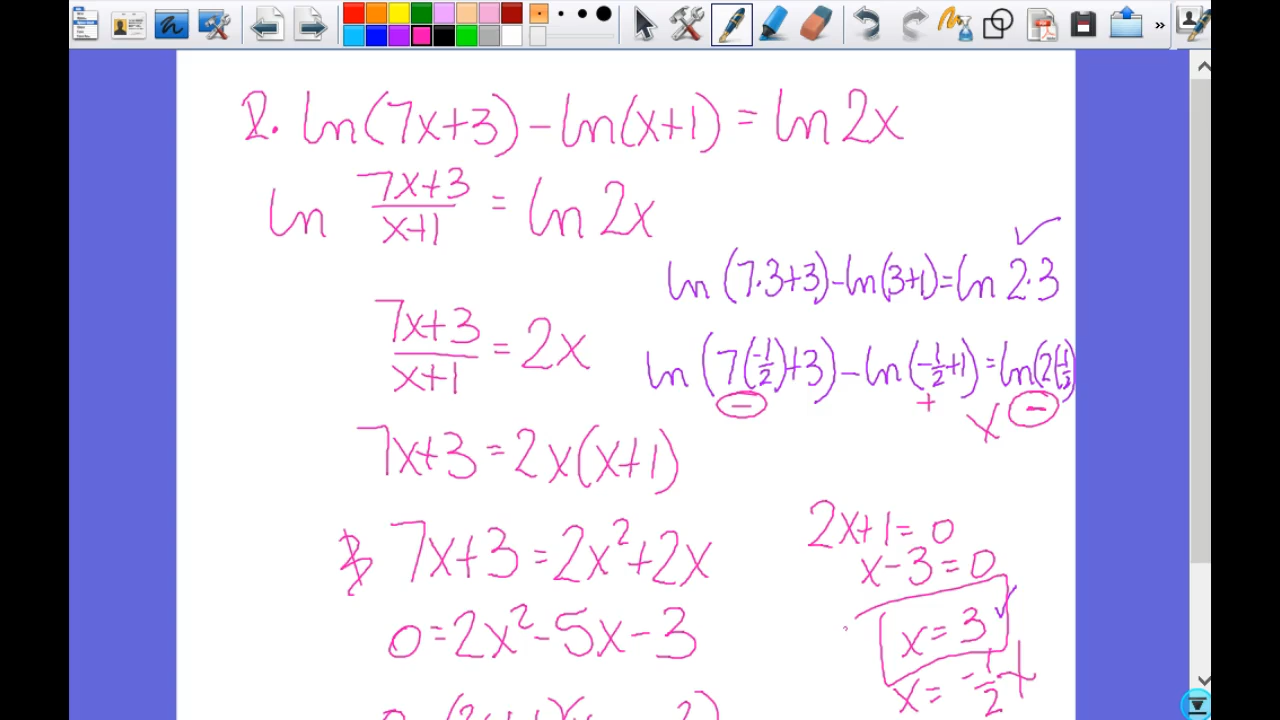 2. ln(7x+3)-ln(x+1)=ln 2x
ln 7x+3/x+1 = ln 2x
7x+3/x+1 = 2x
7x+3=2x(x+1)
7x+3=2x²+2x
0=2x²-5x-3
ln(7·3+3)-ln(3+1)=ln 2·3 ✓
ln(7(-1/2)+3)-ln(-1/2+1)=ln(2(-1/2)
- + x -
2x+1=0
x-3=0
x=3 ✓
x=-1/2